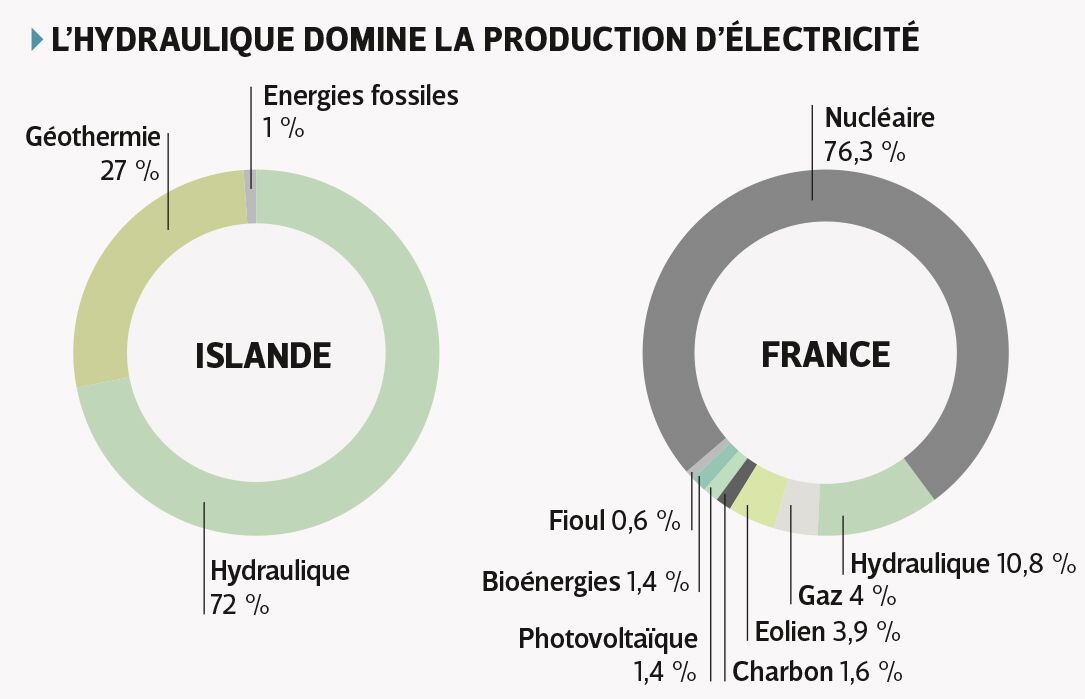 L'HYDRAULIQUE DOMINE LA PRODUCTION D'ÉLECTRICITÉ
Energies fossiles
1 %
Géothermie
27 %
ISLANDE
Hydraulique
72 %
Nucléaire
76,3 %
FRANCE
Fioul 0,6 %
Hydraulique 10,8 %
Bioénergies 1,4 %
Gaz 4 %
Eolien 3,9 %
Photovoltaïque
1,4 %
Charbon 1,6 %